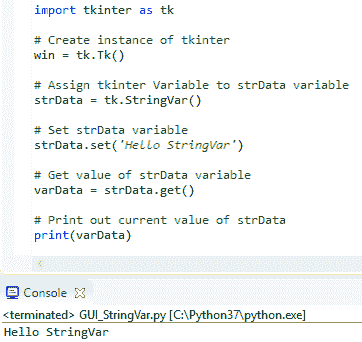 import tkinter as tk
# Create instance of tkinter
win = tk.Tk()
# Assign tkinter Variable to strData variable
strData = tk.StringVar()
# Set strData variable
strData.set('Hello StringVar')
# Get value of strData variable
varData = strData.get()
# Print out current value of strData
print(varData)
Console
<terminated> GUI_StringVar.py [C:\Python37\python.exe]
Hello StringVar